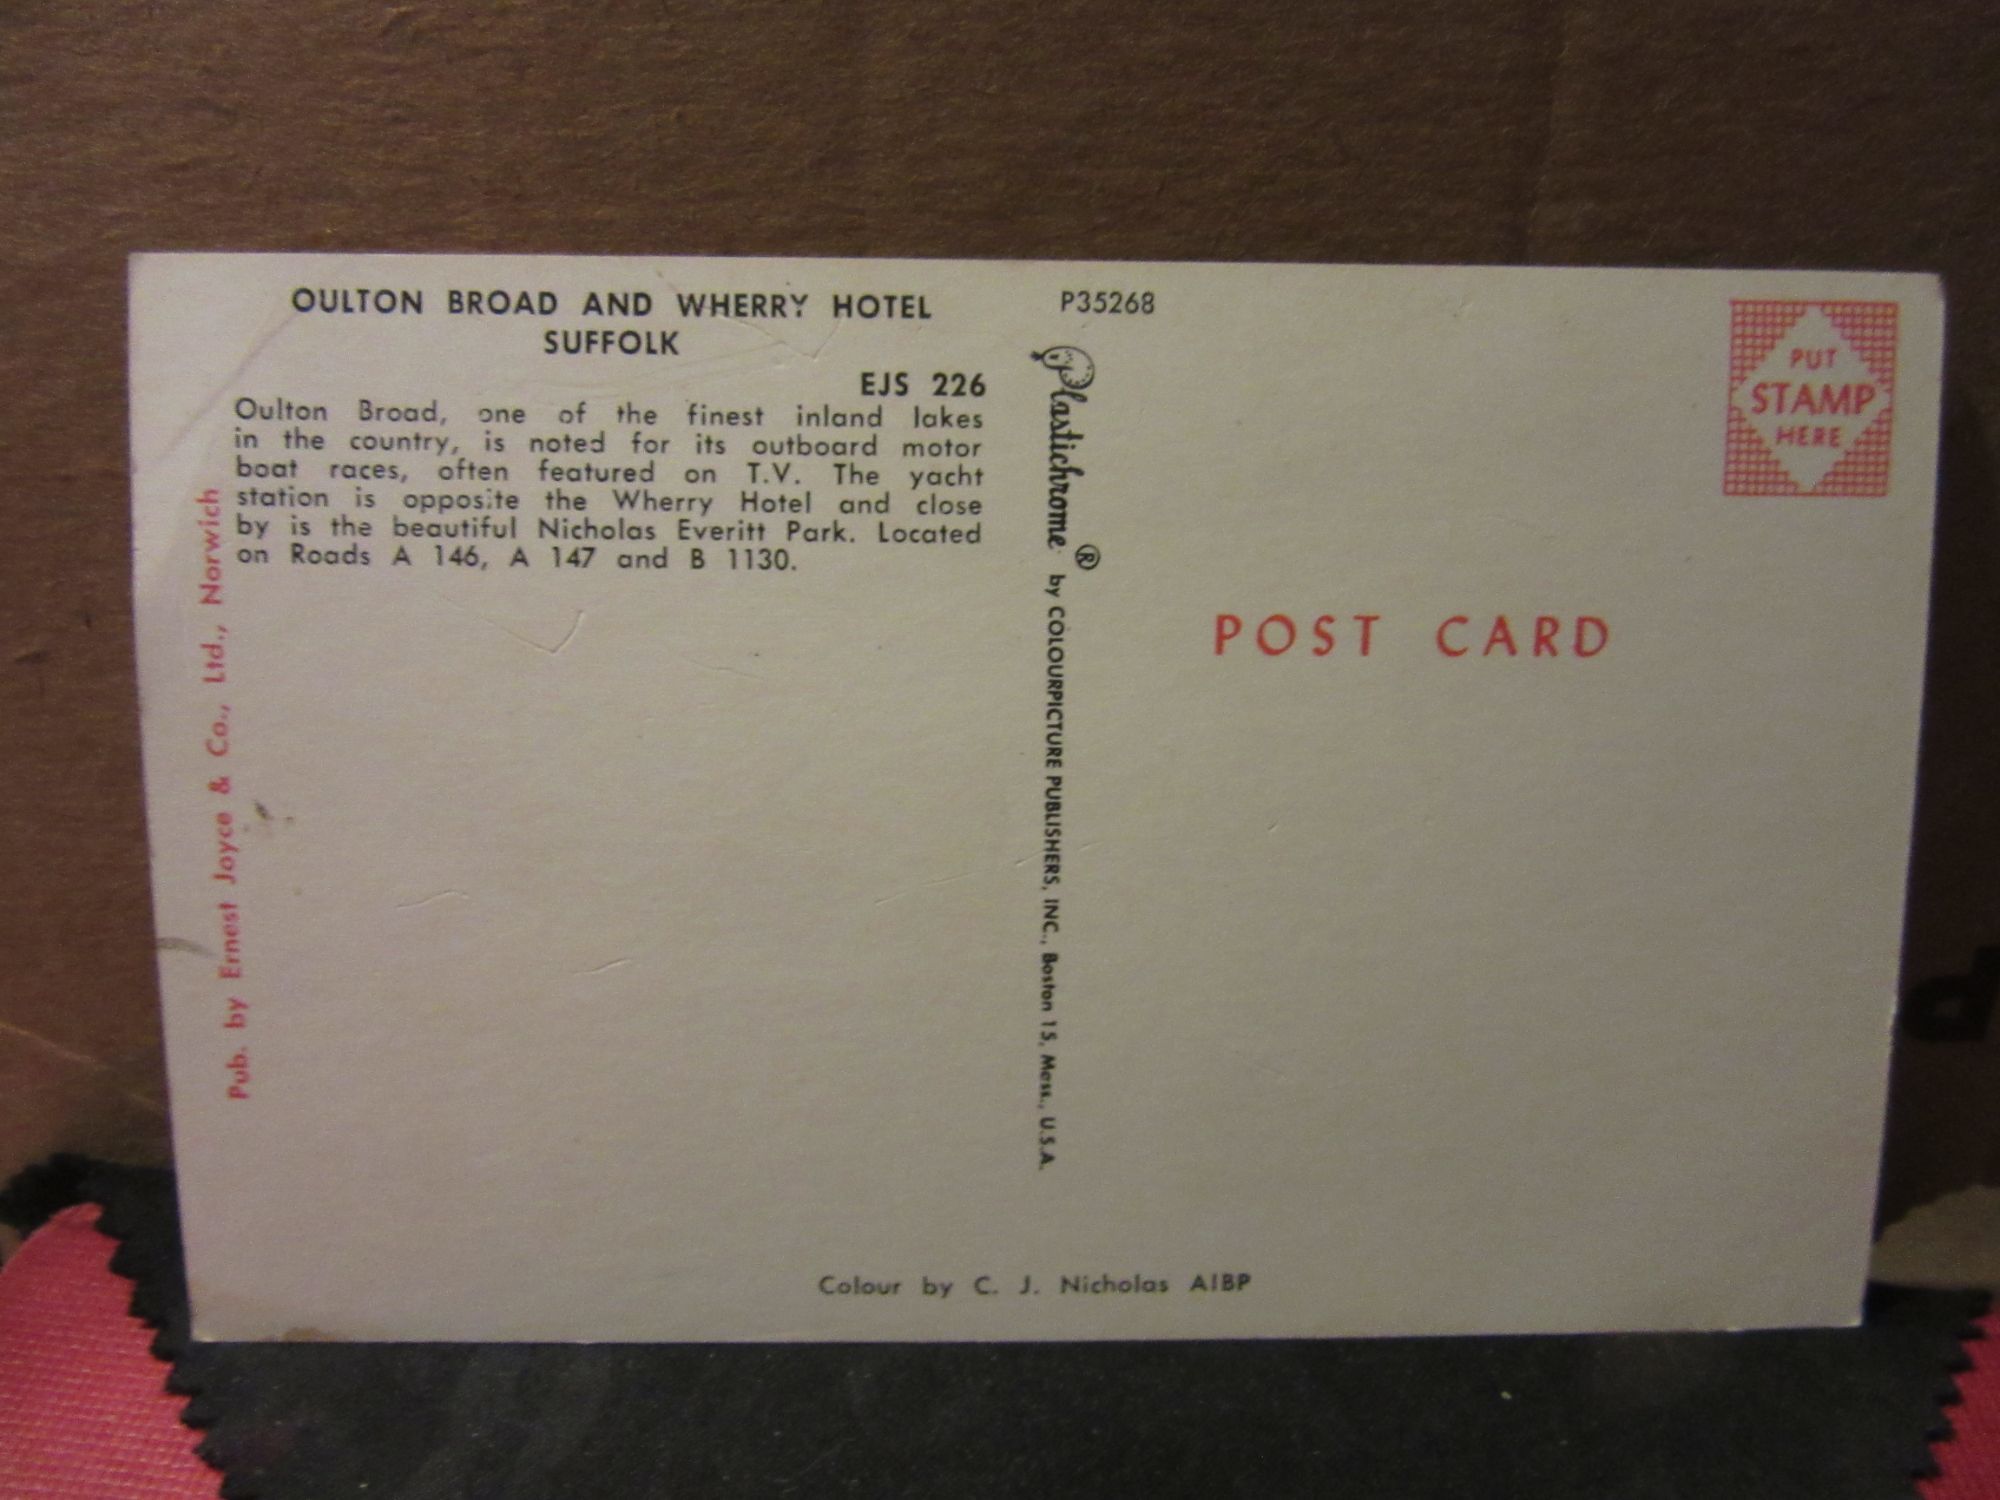 OULTON BROAD AND WHERRY HOTEL
SUFFOLK
EJS 226
Oulton Broad, one of the finest inland lakes
in the country, is noted for its outboard motor
boat races, often featured on T.V. The yacht
station is opposite the Wherry Hotel and close
by is the beautiful Nicholas Everitt Park. Located
on Roads A 146, A 147 and B 1130.
Pub. by Ernest Joyce & Co., Ltd., Norwich
P35268
Plastichrome ® by COLOURPICTURE PUBLISHERS, INC., Boston 15, Mass., U.S.A.
PUT
STAMP
HERE
POST CARD
Colour by C. J. Nicholas AIBP